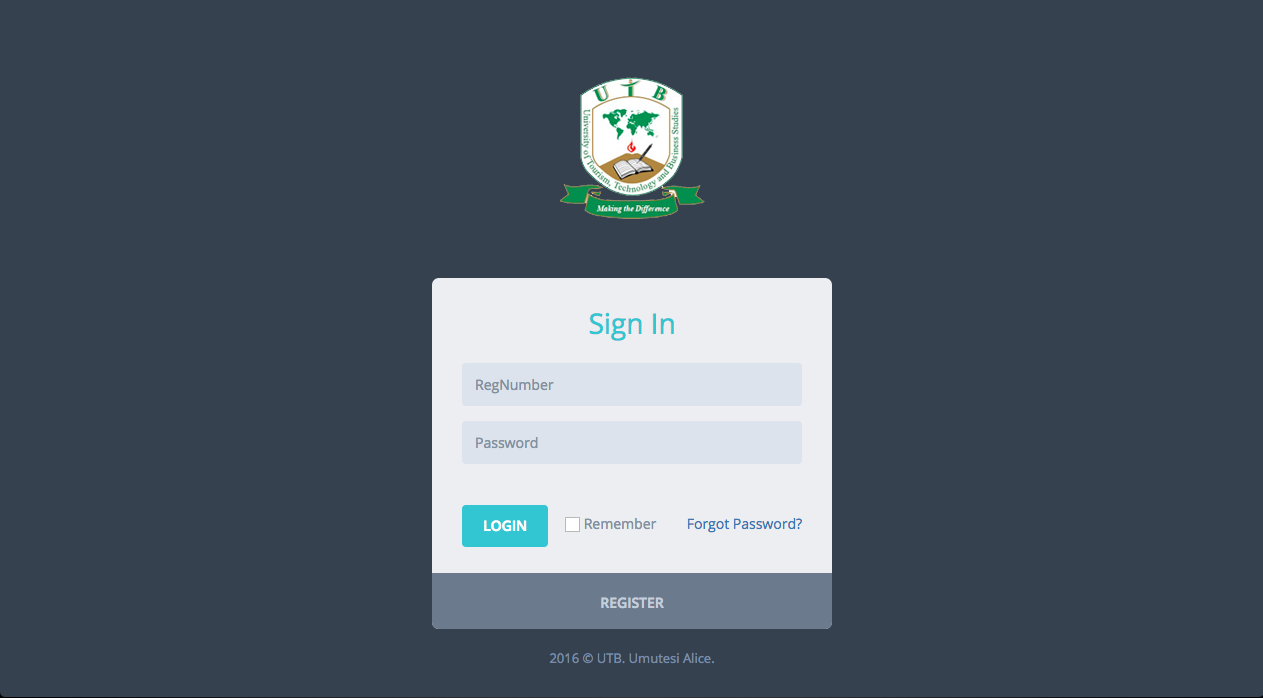 UTB
University of Tourism, Technology and Business Studies
Making the Difference
Sign In
RegNumber
Password
LOGIN Remember Forgot Password?
REGISTER
2016 © UTB. Umutesi Alice.